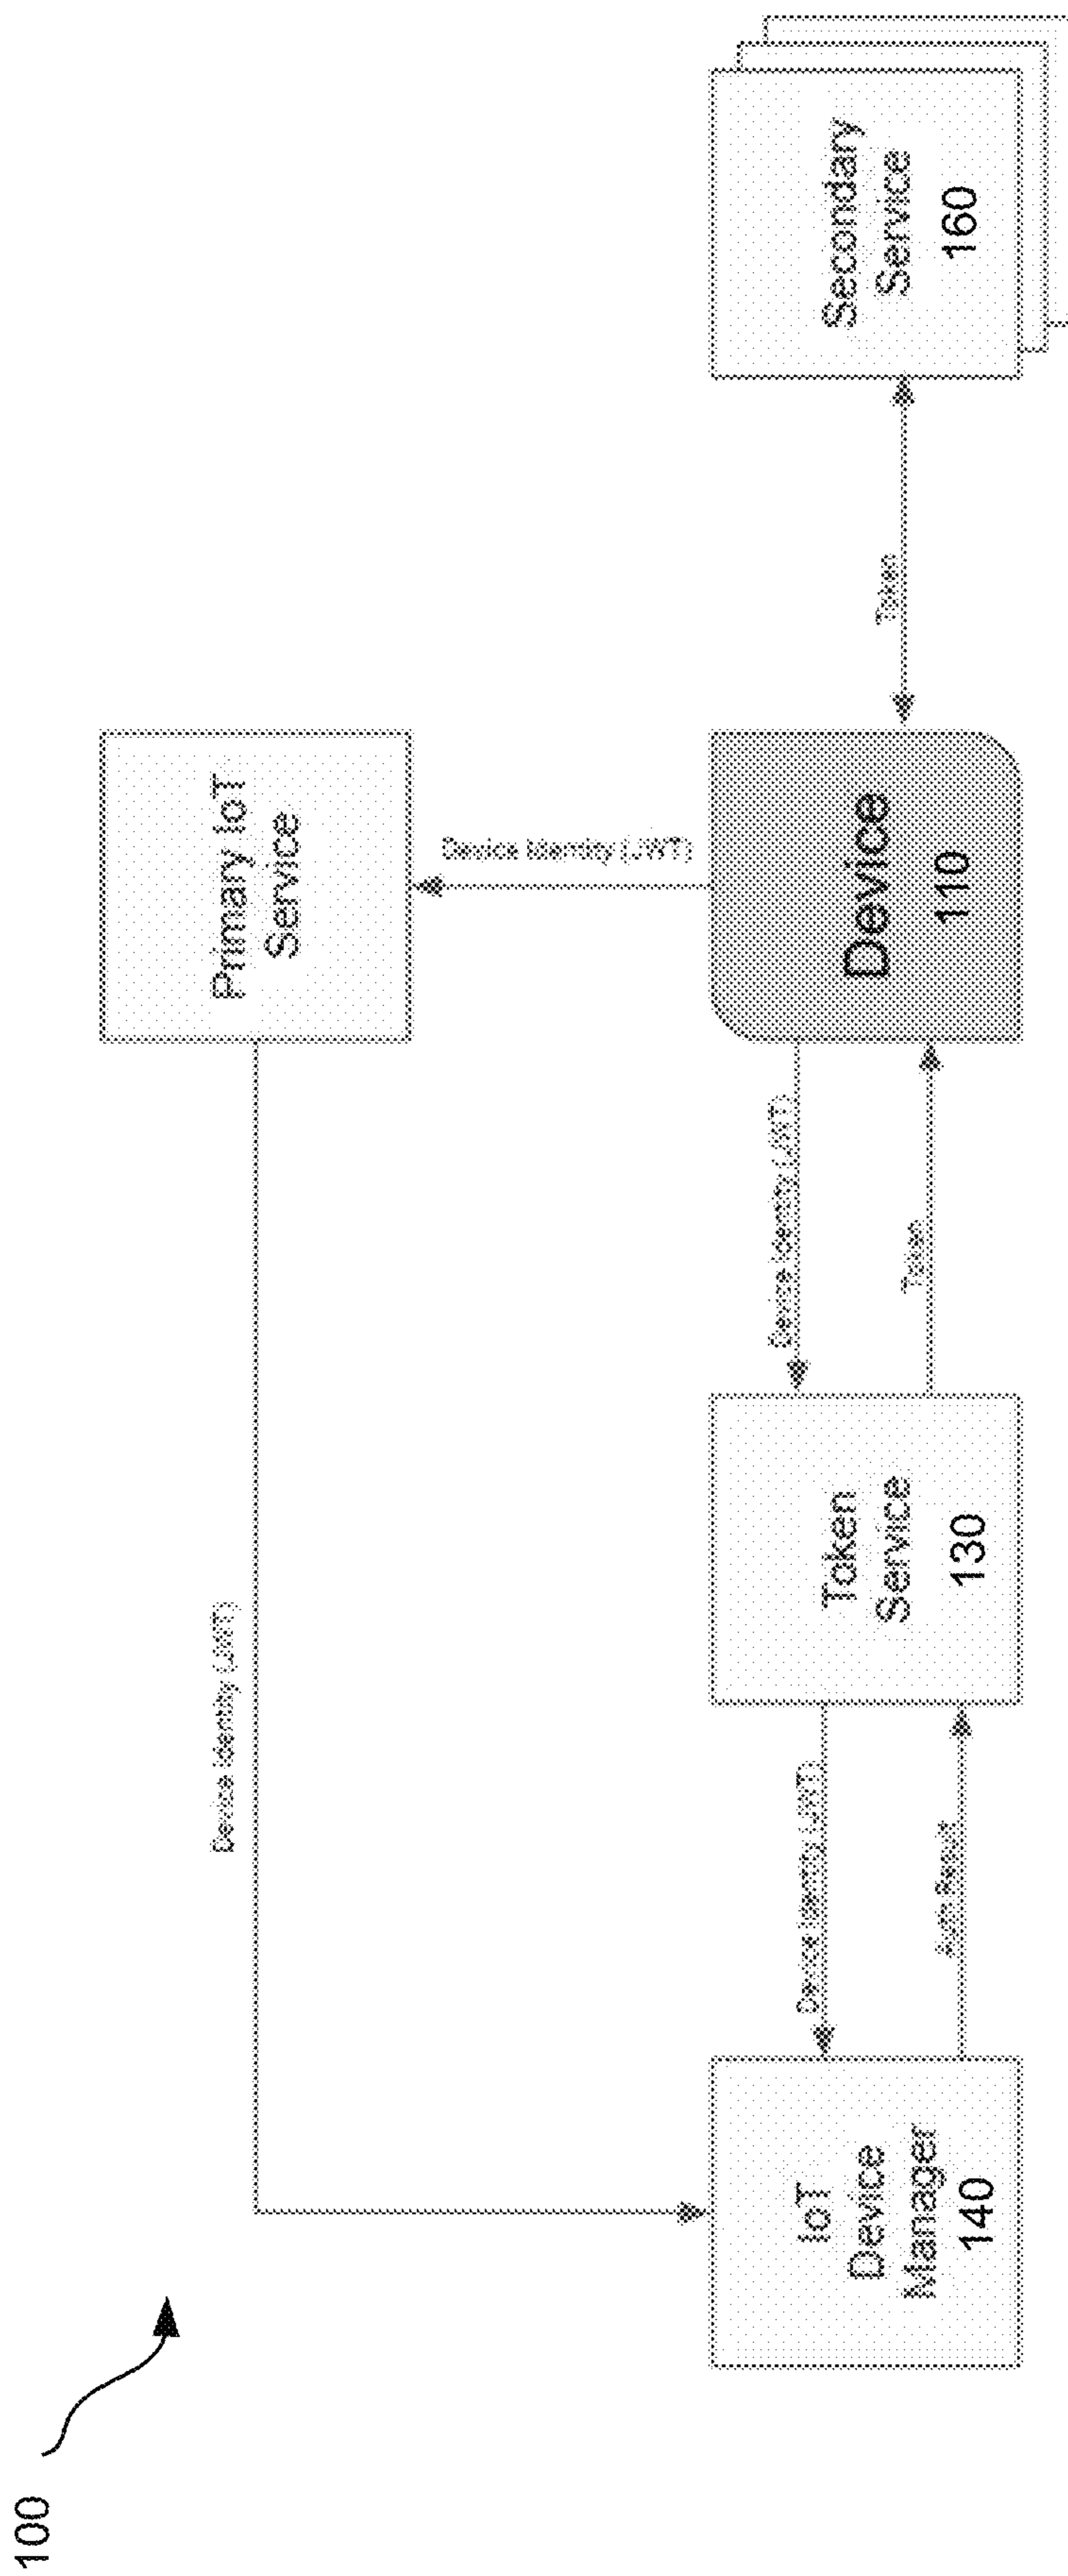 100
Primary IoT
Service
Device Identity (JWT)
Device Identity (JWT)
IoT
Device
Manager
140
Device Identity (JWT)
Auth Result
Token
Service
130
Device Identity (JWT)
Token
Device
110
Token
Secondary
Service
160